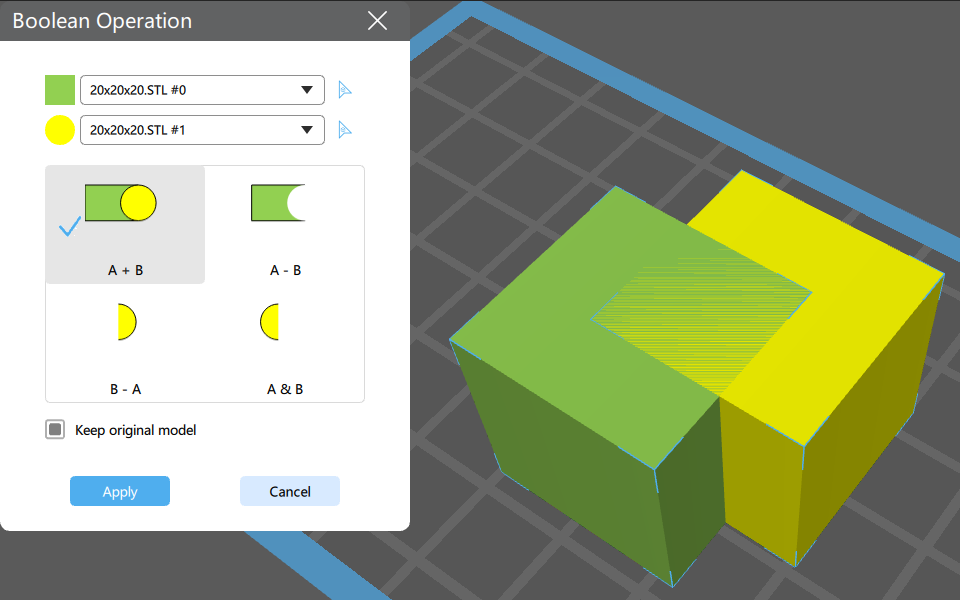 Boolean Operation
20x20x20.STL #0
20x20x20.STL #1
A + B
A - B
B - A
A & B
Keep original model
Apply
Cancel